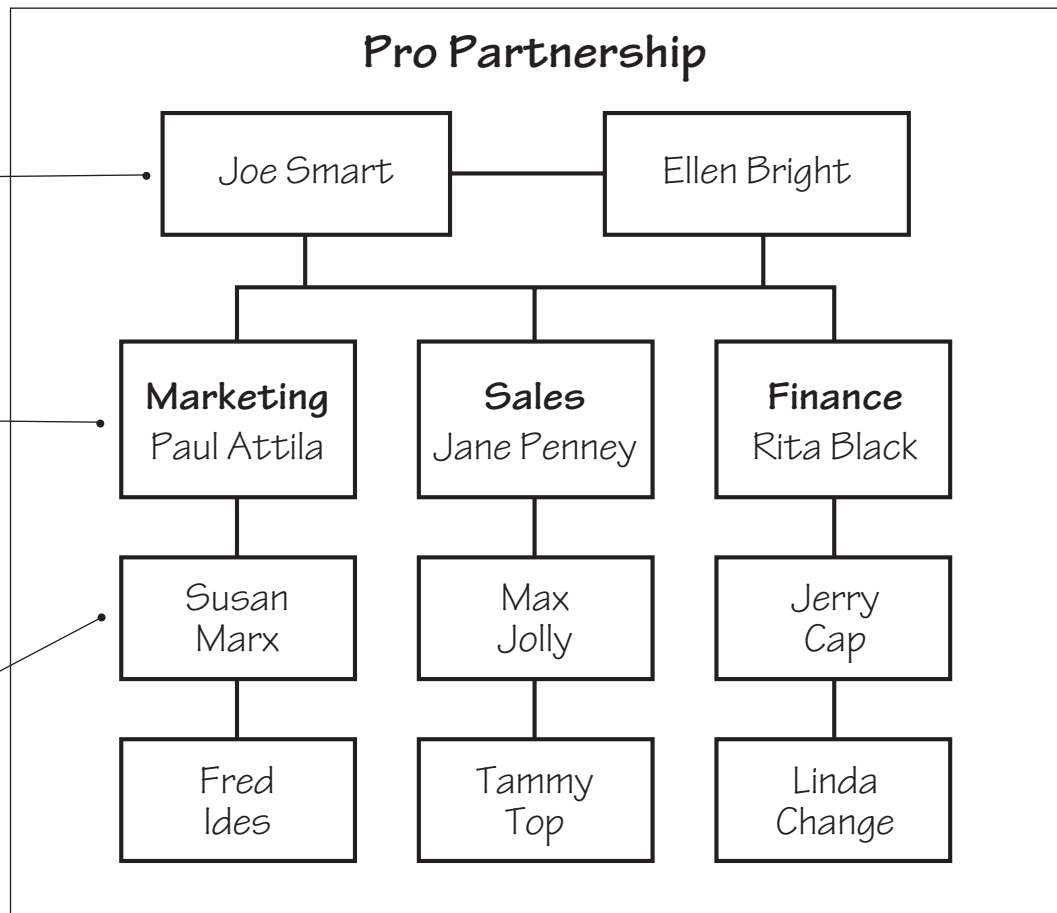 Pro Partnership
Joe Smart
Ellen Bright
Marketing
Paul Attila
Sales
Jane Penney
Finance
Rita Black
Susan
Marx
Max
Jolly
Jerry
Cap
Fred
Ides
Tammy
Top
Linda
Change